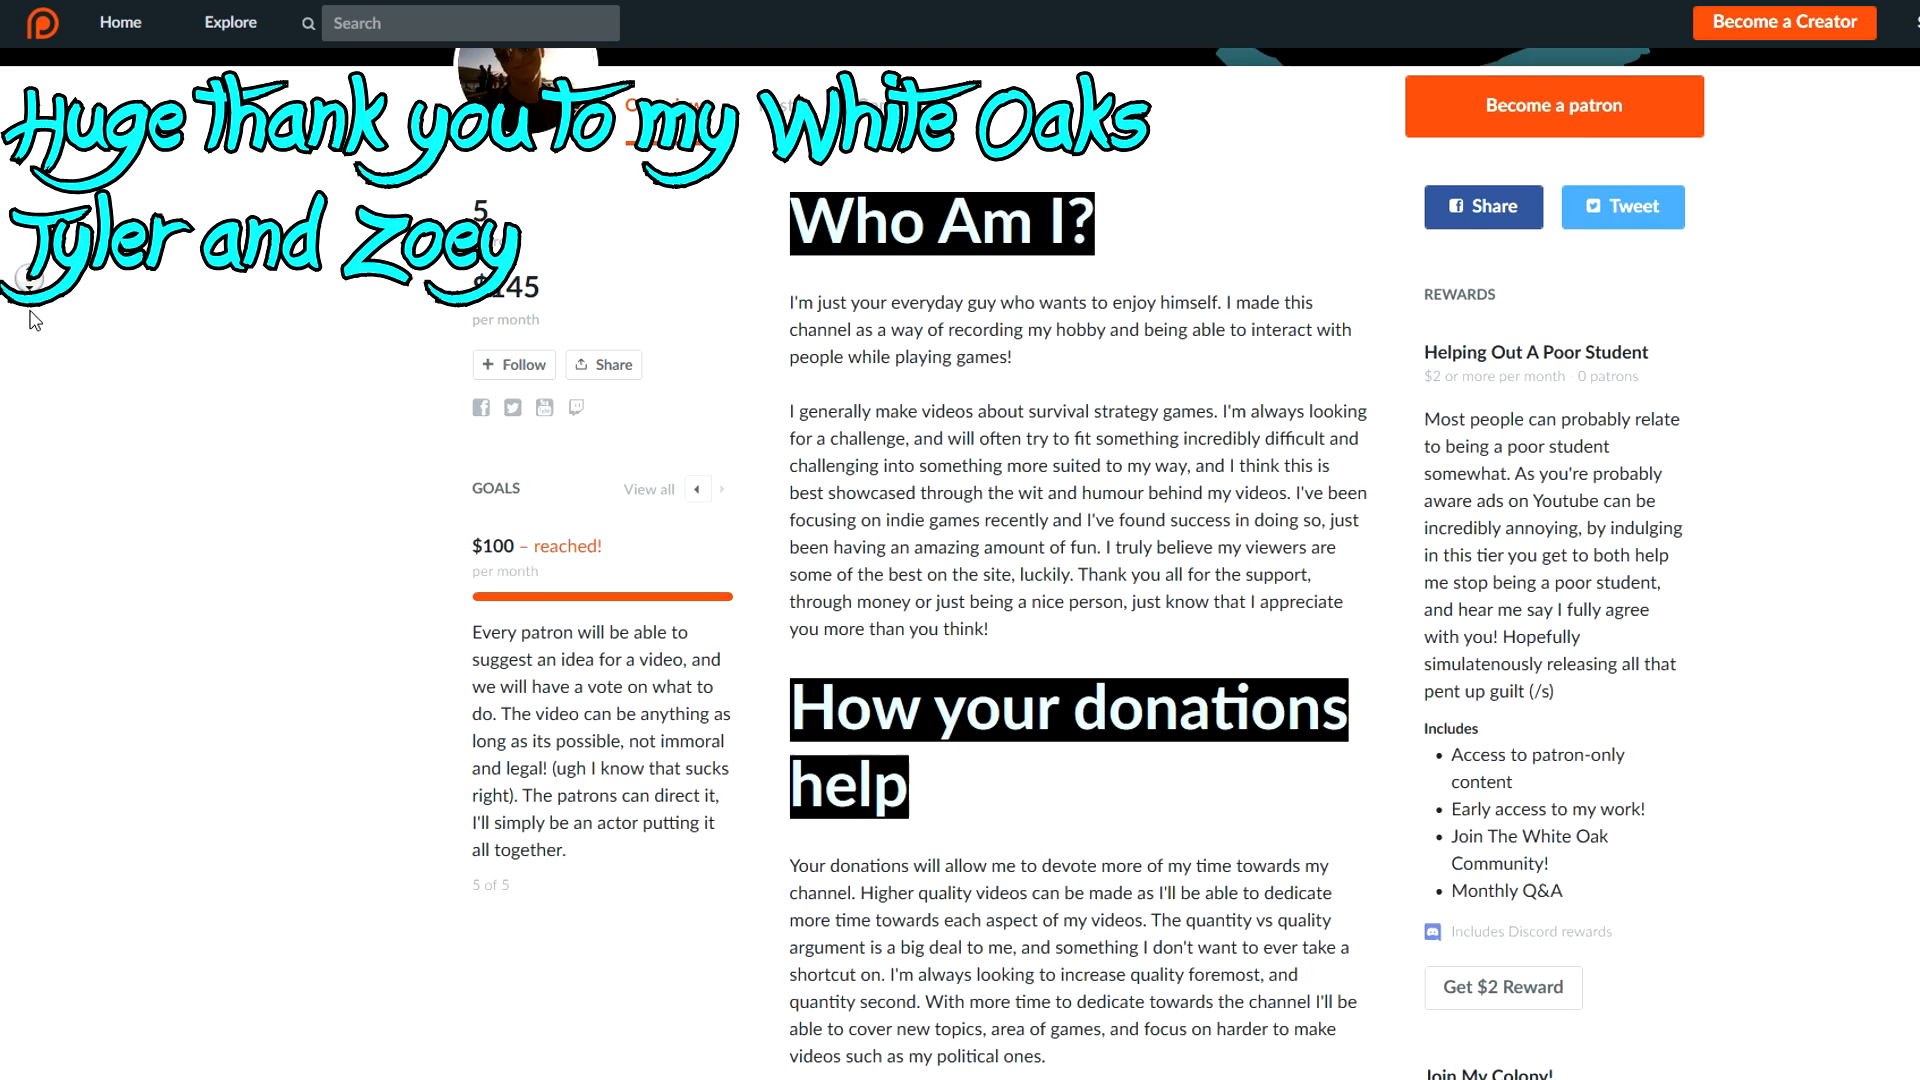 Home
Explore
Search
Become a Creator
Huge thank you to my White Oaks
Tyler and Zoey
5
$145
per month
Follow
Share
GOALS
View all
$100 – reached!
per month
Every patron will be able to
suggest an idea for a video, and
we will have a vote on what to
do. The video can be anything as
long as its possible, not immoral
and legal! (ugh I know that sucks
right). The patrons can direct it,
I'll simply be an actor putting it
all together.
5 of 5
Who Am I?
I'm just your everyday guy who wants to enjoy himself. I made this
channel as a way of recording my hobby and being able to interact with
people while playing games!
I generally make videos about survival strategy games. I'm always looking
for a challenge, and will often try to fit something incredibly difficult and
challenging into something more suited to my way, and I think this is
best showcased through the wit and humour behind my videos. I've been
focusing on indie games recently and I've found success in doing so, just
been having an amazing amount of fun. I truly believe my viewers are
some of the best on the site, luckily. Thank you all for the support,
through money or just being a nice person, just know that I appreciate
you more than you think!
How your donations
help
Your donations will allow me to devote more of my time towards my
channel. Higher quality videos can be made as I'll be able to dedicate
more time towards each aspect of my videos. The quantity vs quality
argument is a big deal to me, and something I don't want to ever take a
shortcut on. I'm always looking to increase quality foremost, and
quantity second. With more time to dedicate towards the channel I'll be
able to cover new topics, area of games, and focus on harder to make
videos such as my political ones.
Become a patron
Share
Tweet
REWARDS
Helping Out A Poor Student
$2 or more per month · 0 patrons
Most people can probably relate
to being a poor student
somewhat. As you're probably
aware ads on Youtube can be
incredibly annoying, by indulging
in this tier you get to both help
me stop being a poor student,
and hear me say I fully agree
with you! Hopefully
simulatenously releasing all that
pent up guilt (/s)
Includes
• Access to patron-only
content
• Early access to my work!
• Join The White Oak
Community!
• Monthly Q&A
Includes Discord rewards
Get $2 Reward
Join My Colony!